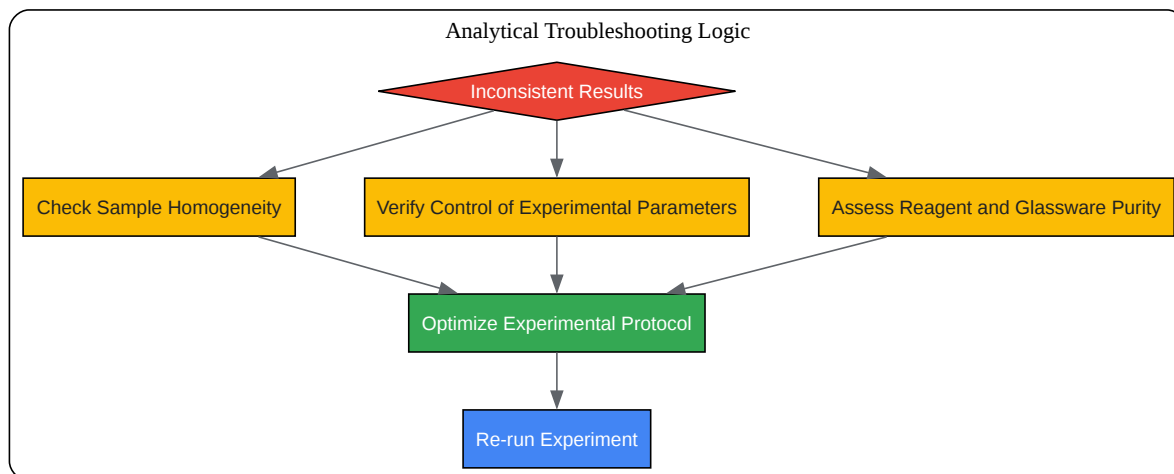 Analytical Troubleshooting Logic
Inconsistent Results
Check Sample Homogeneity
Verify Control of Experimental Parameters
Assess Reagent and Glassware Purity
Optimize Experimental Protocol
Re-run Experiment